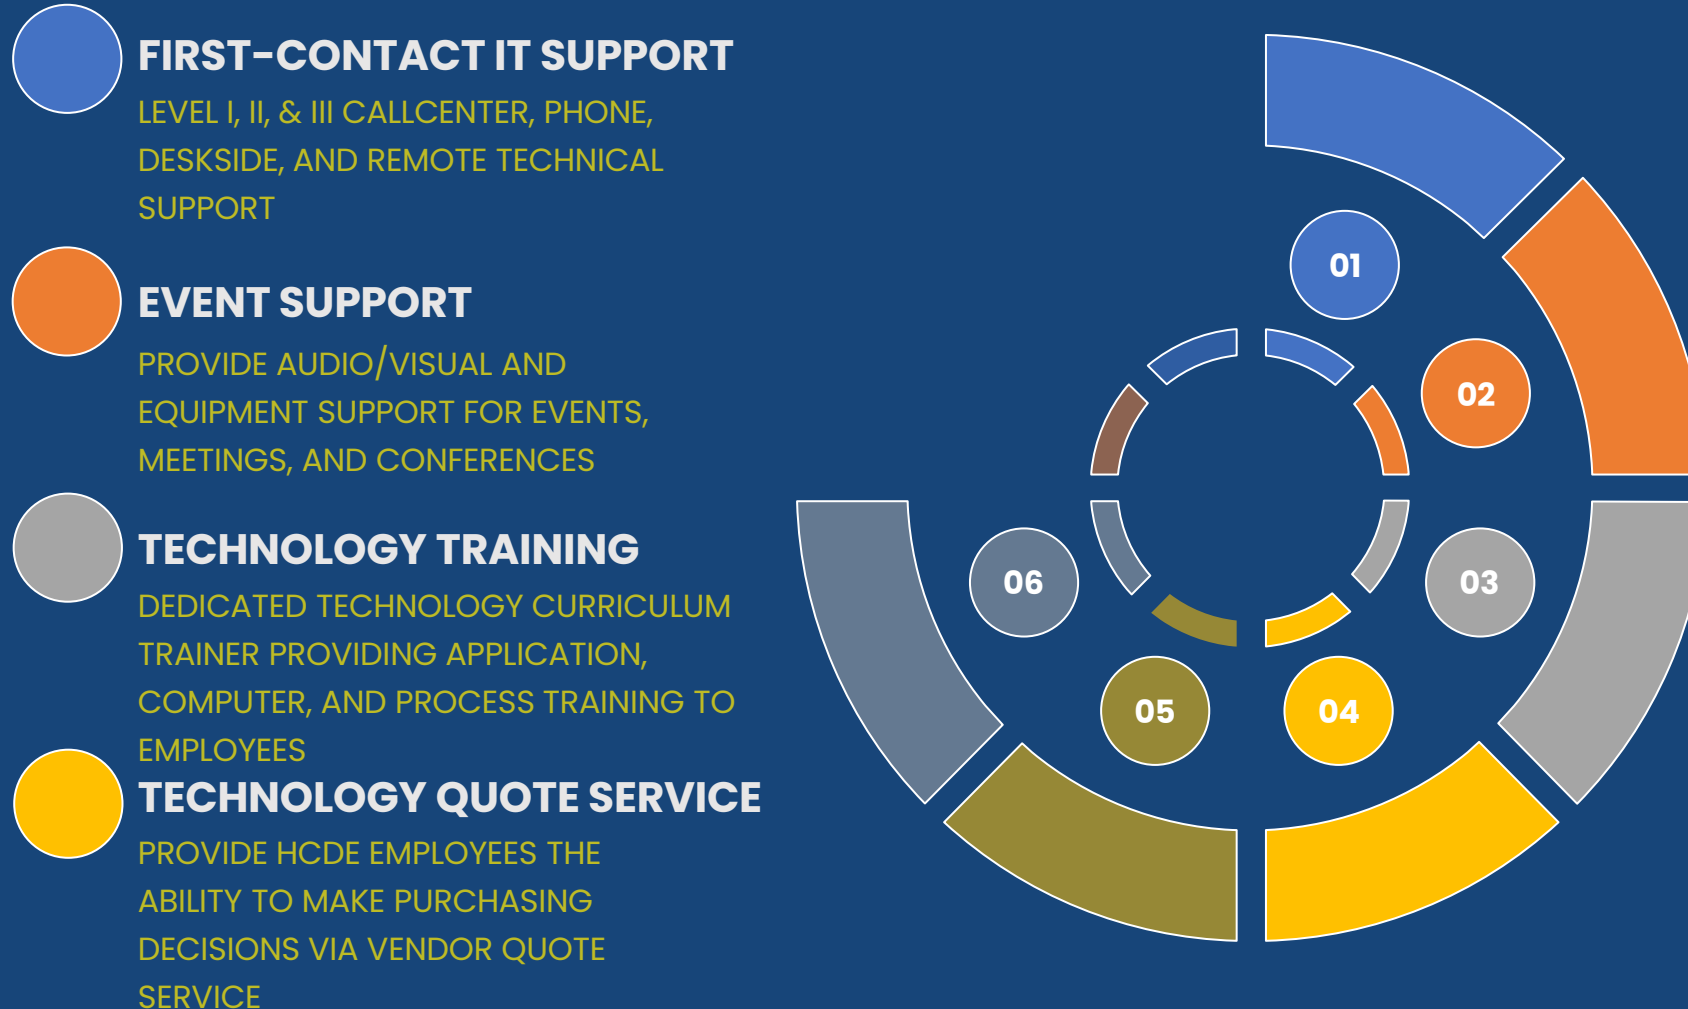 FIRST-CONTACT IT SUPPORT
LEVEL I, II, & III CALLCENTER, PHONE,
DESKSIDE, AND REMOTE TECHNICAL
SUPPORT
EVENT SUPPORT
PROVIDE AUDIO/VISUAL AND
EQUIPMENT SUPPORT FOR EVENTS,
MEETINGS, AND CONFERENCES
TECHNOLOGY TRAINING
DEDICATED TECHNOLOGY CURRICULUM
TRAINER PROVIDING APPLICATION,
COMPUTER, AND PROCESS TRAINING TO
EMPLOYEES
TECHNOLOGY QUOTE SERVICE
PROVIDE HCDE EMPLOYEES THE
ABILITY TO MAKE PURCHASING
DECISIONS VIA VENDOR QUOTE
SERVICE
01
02
03
04
05
06